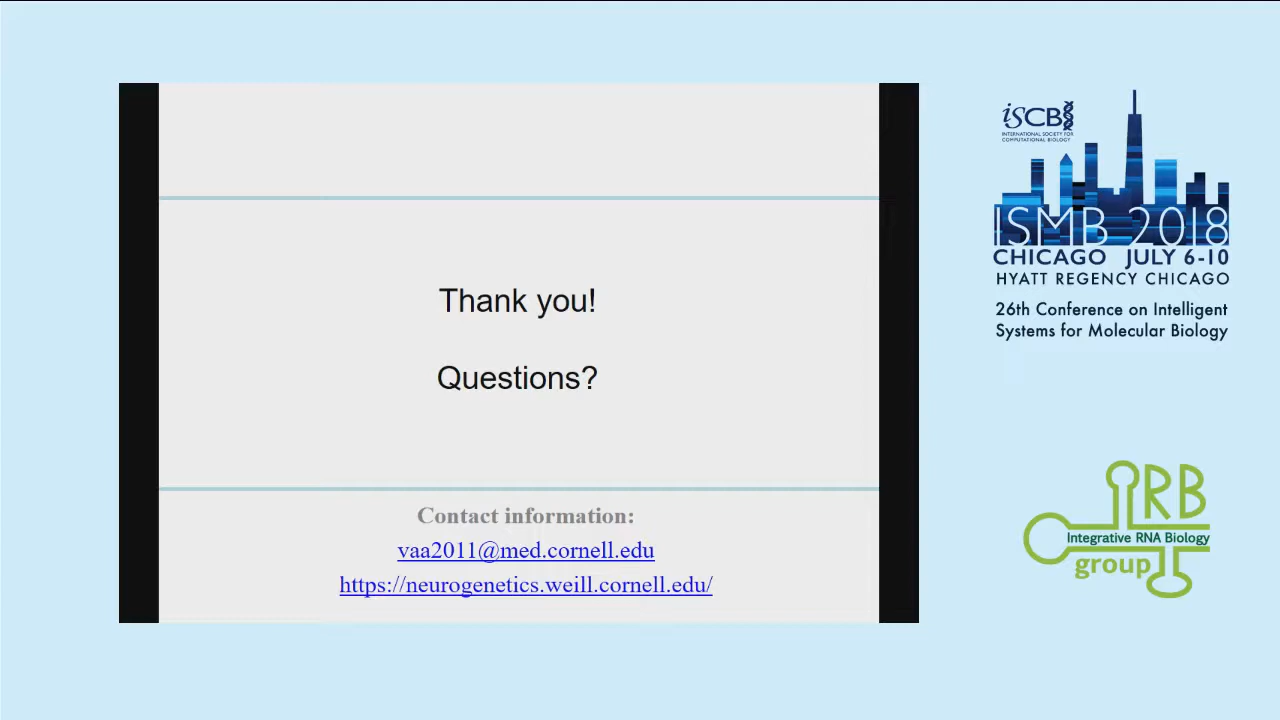 Thank you!
Questions?
Contact information:
vaa2011@med.cornell.edu
https://neurogenetics.weill.cornell.edu/
iSCB
INTERNATIONAL SOCIETY FOR
COMPUTATIONAL BIOLOGY
ISMB 2018
CHICAGO JULY 6-10
HYATT REGENCY CHICAGO
26th Conference on Intelligent
Systems for Molecular Biology
IRB
Integrative RNA Biology
group